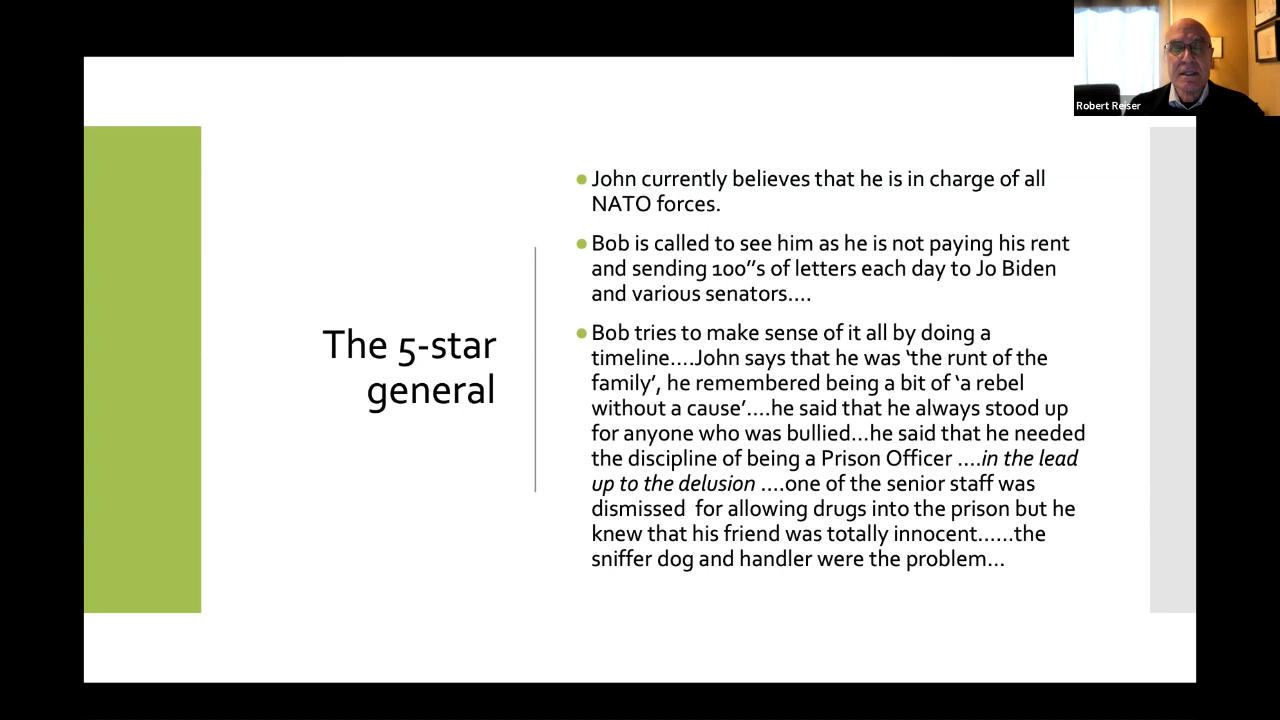 Robert Reiser
The 5-star
general
John currently believes that he is in charge of all
NATO forces.
Bob is called to see him as he is not paying his rent
and sending 100’’s of letters each day to Jo Biden
and various senators….
Bob tries to make sense of it all by doing a
timeline….John says that he was ‘the runt of the
family’, he remembered being a bit of ‘a rebel
without a cause’….he said that he always stood up
for anyone who was bullied…he said that he needed
the discipline of being a Prison Officer ….in the lead
up to the delusion ….one of the senior staff was
dismissed  for allowing drugs into the prison but he
knew that his friend was totally innocent……the
sniffer dog and handler were the problem…